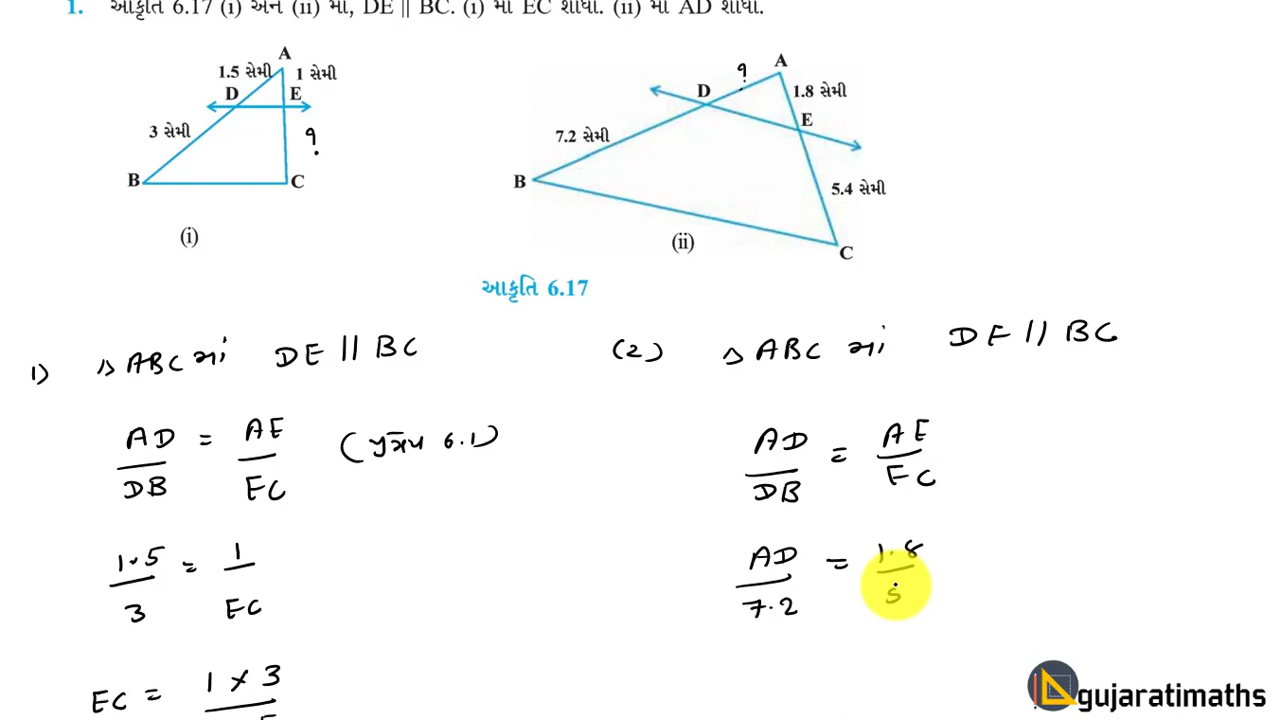 1. આકૃતિ 6.17 (i) અને (ii) માં, DE || BC. (i) માં EC શોધો. (ii) માં AD શોધો.
A
1.5 સેમી 1 સેમી
D E
3 સેમી ?
B C
(i)
A
?
D 1.8 સેમી
E
7.2 સેમી
B 5.4 સેમી
(ii)
C
આકૃતિ 6.17
1) △ABC માં DE || BC
AD/DB = AE/EC (પ્રમેય 6.1)
1.5/3 = 1/EC
EC = 1 × 3
(2) △ABC માં DE || BC
AD/DB = AE/EC
AD/7.2 = 1.8/5
gujaratimaths